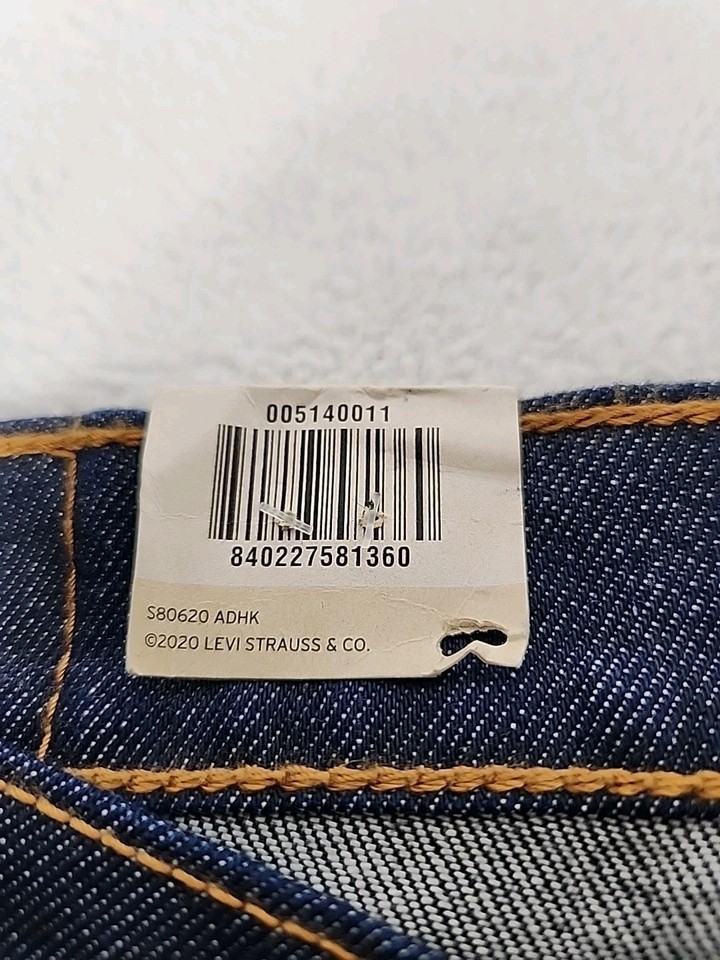 005140011
840227581360
S80620 ADHK
©2020 LEVI STRAUSS & CO.